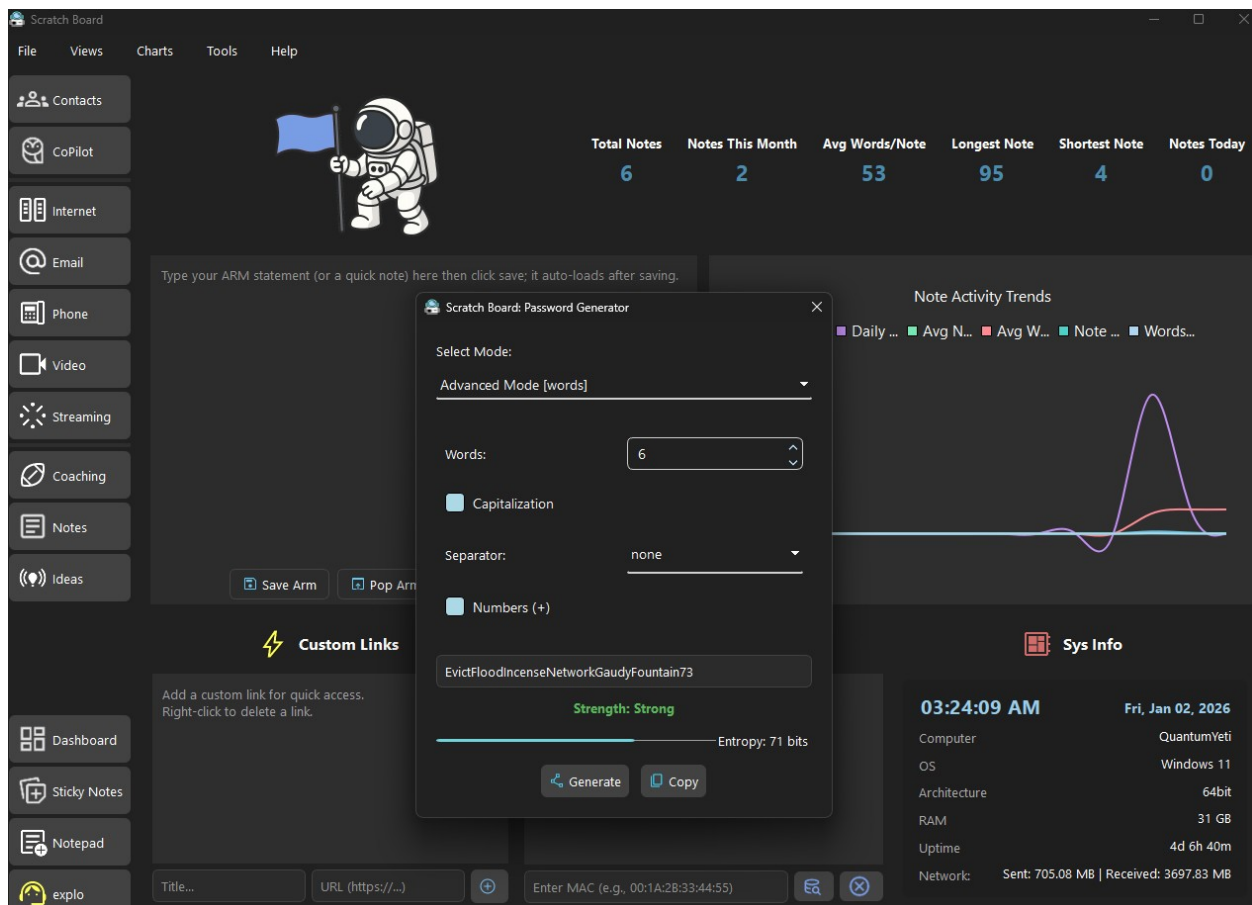 Scratch Board
File Views Charts Tools Help
Contacts
CoPilot
Internet
Email
Phone
Video
Streaming
Coaching
Notes
Ideas
Dashboard
Sticky Notes
Notepad
explo
Total Notes Notes This Month Avg Words/Note Longest Note Shortest Note Notes Today
6 2 53 95 4 0
Type your ARM statement (or a quick note) here then click save; it auto-loads after saving.
Save Arm Pop Arm
Note Activity Trends
Daily ... Avg N... Avg W... Note ... Words...
Scratch Board: Password Generator
Select Mode:
Advanced Mode [words]
Words: 6
Capitalization
Separator: none
Numbers (+)
EvictFloodIncenseNetworkGaudyFountain73
Strength: Strong
Entropy: 71 bits
Generate Copy
Custom Links
Add a custom link for quick access.
Right-click to delete a link.
Title... URL (https://...)
Enter MAC (e.g., 00:1A:2B:33:44:55)
Sys Info
03:24:09 AM Fri, Jan 02, 2026
Computer QuantumYeti
OS Windows 11
Architecture 64bit
RAM 31 GB
Uptime 4d 6h 40m
Network: Sent: 705.08 MB | Received: 3697.83 MB